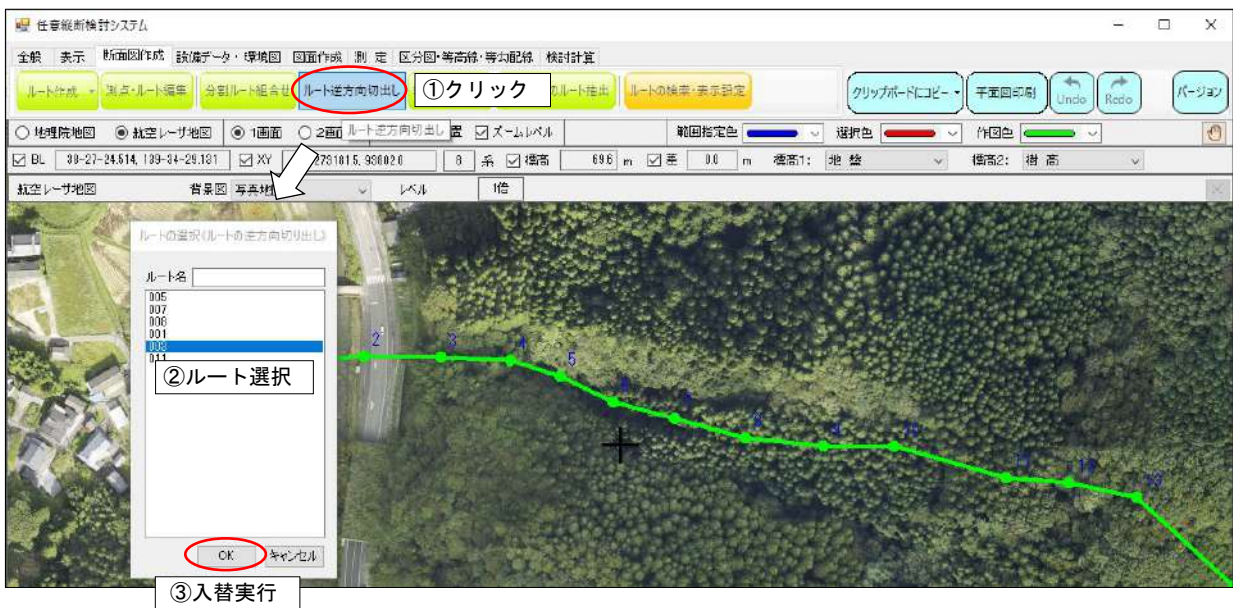 任意縦断検討システム
全般 表示 断面図作成 設備データ・環境図 図面作成 測 定 区分図・等高線・等勾配線 検討計算
ルート作成 測点・ルート編集 分割ルート組合せ ルート逆方向切出し ①クリック のルート抽出 ルートの検索・表示設定 クリップボードにコピー 平面図印刷 Undo Redo バージョン
地理院地図 航空レーザ地図 1画面 2画面 ルート逆方向切出し 置 ズームレベル 範囲指定色 選択色 作図色
BL 38-27-24.514, 139-34-29.131 XY 8 系 標高 69.6 m 差 0.0 m 標高1: 地 盤 標高2: 樹 高
航空レーザ地図 背景図 写真地 レベル 1倍
ルートの選択(ルートの逆方向切り出し)
ルート名
005
007
008
001
003
011
②ルート選択
OK キャンセル
③入替実行
2 3 4 5 6 7 8 9 10 11 12 13